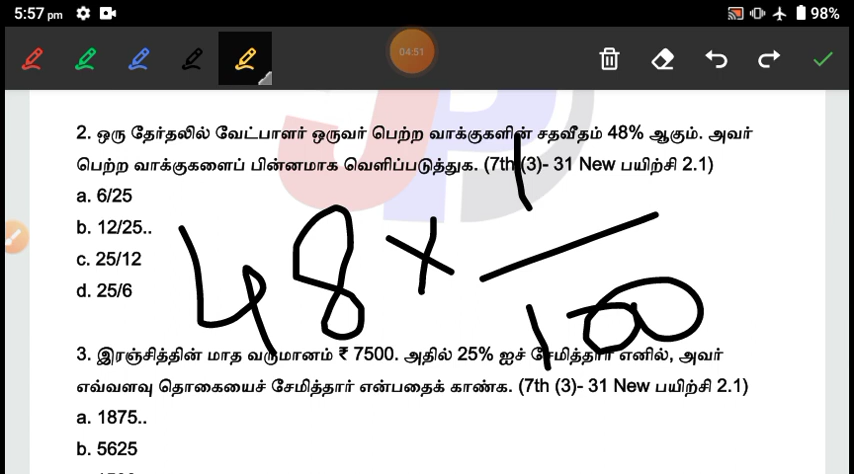 5:57 pm 98%
04:51
2. ஒரு தேர்தலில் வேட்பாளர் ஒருவர் பெற்ற வாக்குகளின் சதவீதம் 48% ஆகும். அவர்
பெற்ற வாக்குகளைப் பின்னமாக வெளிப்படுத்துக. (7th (3)- 31 New பயிற்சி 2.1)
a. 6/25
b. 12/25..
c. 25/12
d. 25/6
48 × 1/100
3. இரஞ்சித்தின் மாத வருமானம் ₹ 7500. அதில் 25% ஐச் சேமித்தார் எனில், அவர்
எவ்வளவு தொகையைச் சேமித்தார் என்பதைக் காண்க. (7th (3)- 31 New பயிற்சி 2.1)
a. 1875..
b. 5625